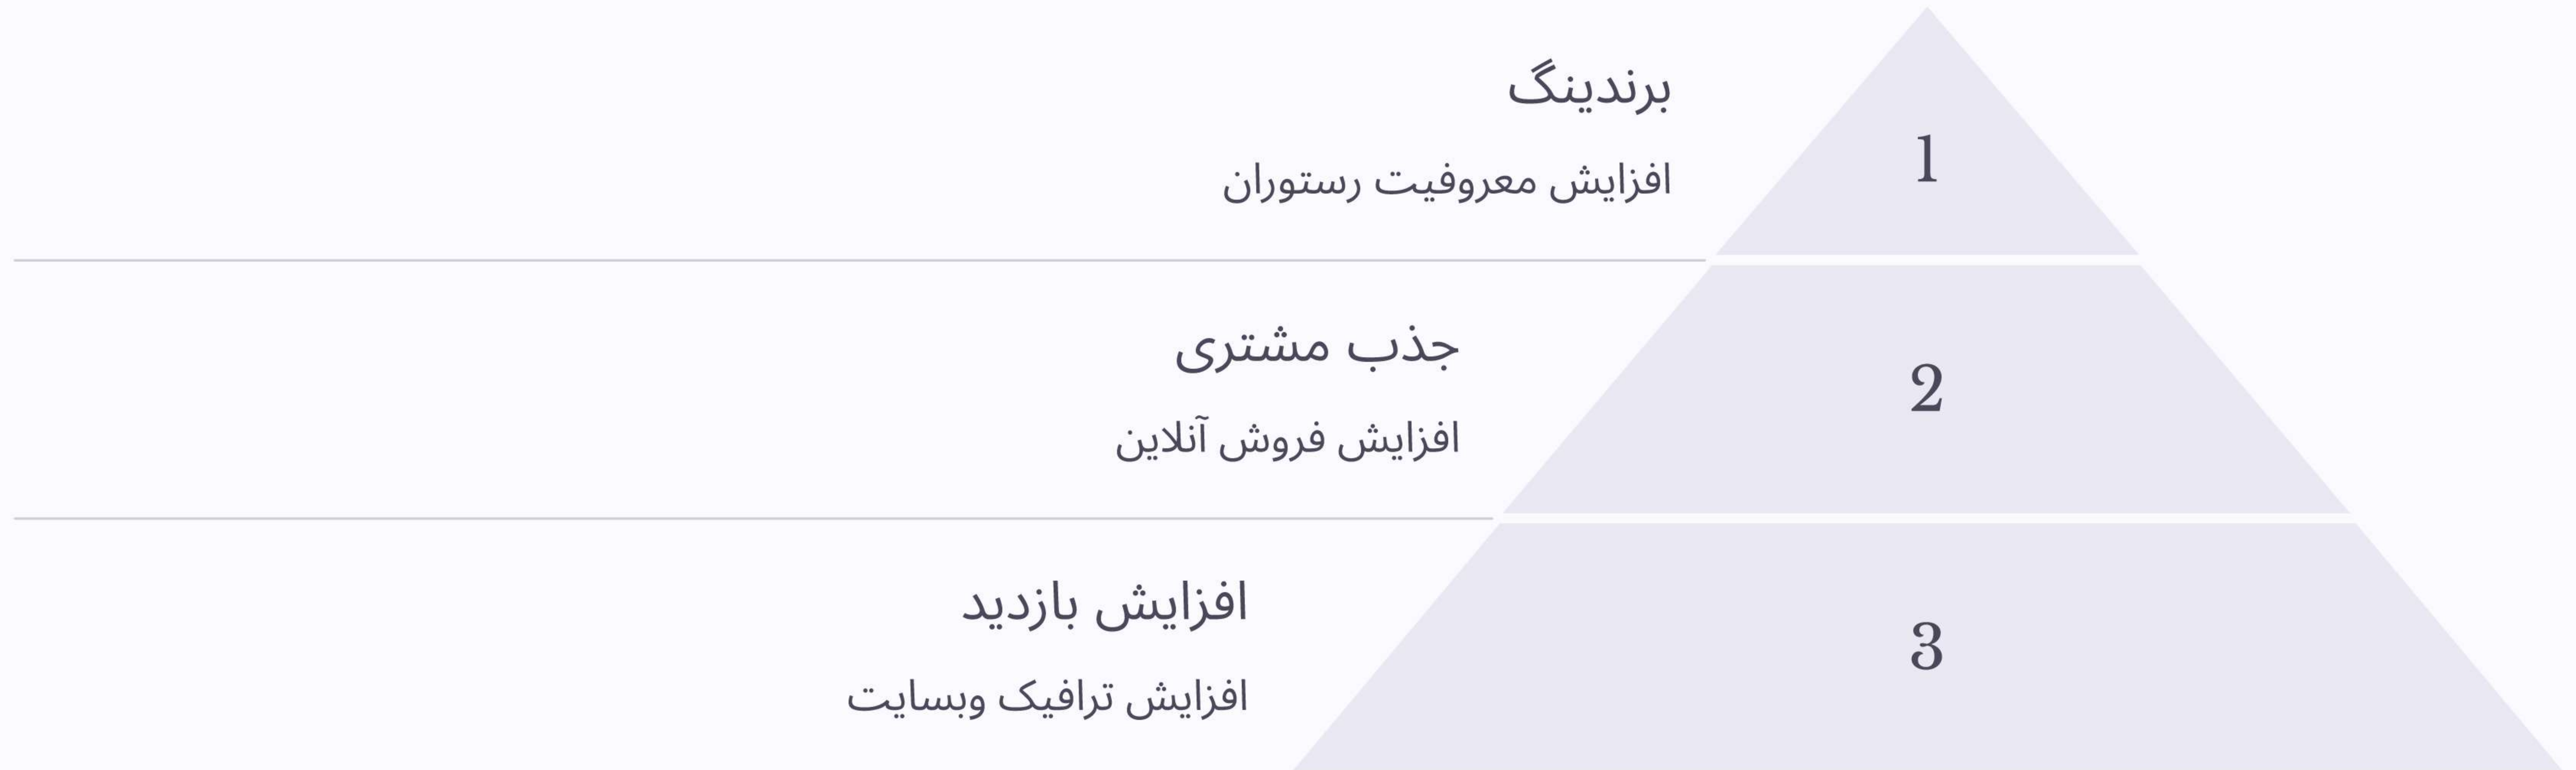 1
برندینگ
افزایش معروفیت رستوران
2
جذب مشتری
افزایش فروش آنلاین
3
افزایش بازدید
افزایش ترافیک وبسایت